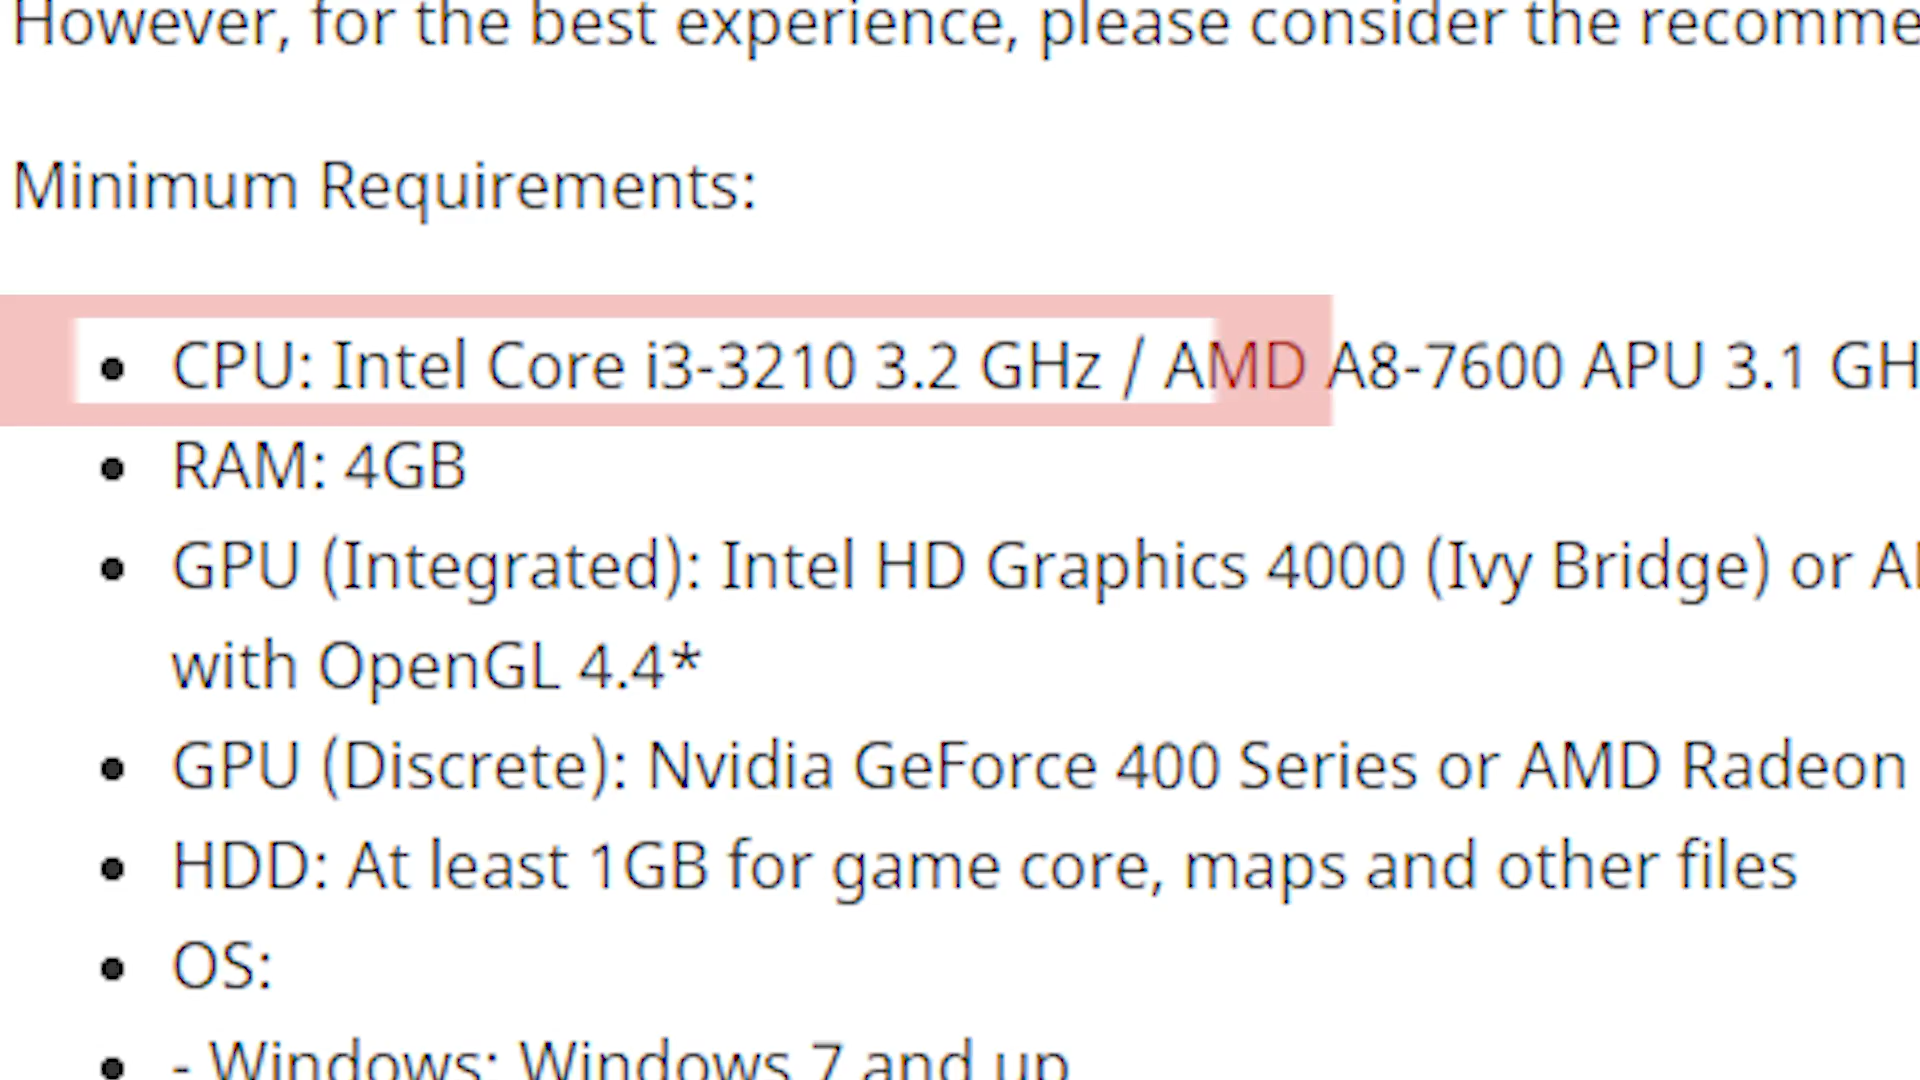 However, for the best experience, please consider the
Minimum Requirements:
• CPU: Intel Core i3-3210 3.2 GHz / AMD A8-7600 APU 3.1
• RAM: 4GB
• GPU (Integrated): Intel HD Graphics 4000 (Ivy Bridge) or
with OpenGL 4.4*
• GPU (Discrete): Nvidia GeForce 400 Series or AMD Radeon
• HDD: At least 1GB for game core, maps and other files
• OS:
• - Windows: Windows 7 and up